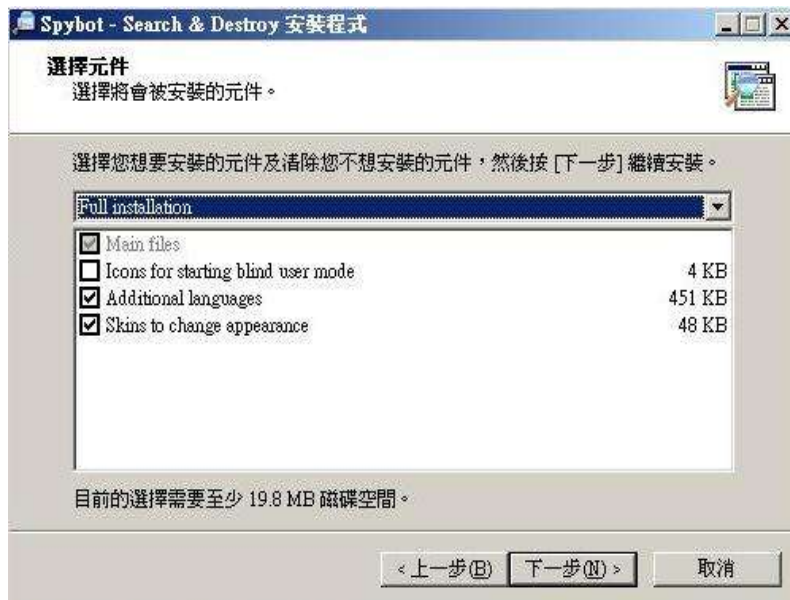 Spybot - Search & Destroy 安裝程式
選擇元件
選擇將會被安裝的元件。
選擇您想要安裝的元件及清除您不想安裝的元件，然後按 [下一步] 繼續安裝。
Full installation
Main files
Icons for starting blind user mode 4 KB
Additional languages 451 KB
Skins to change appearance 48 KB
目前的選擇需要至少 19.8 MB 磁碟空間。
<上一步(B) 下一步(N)> 取消